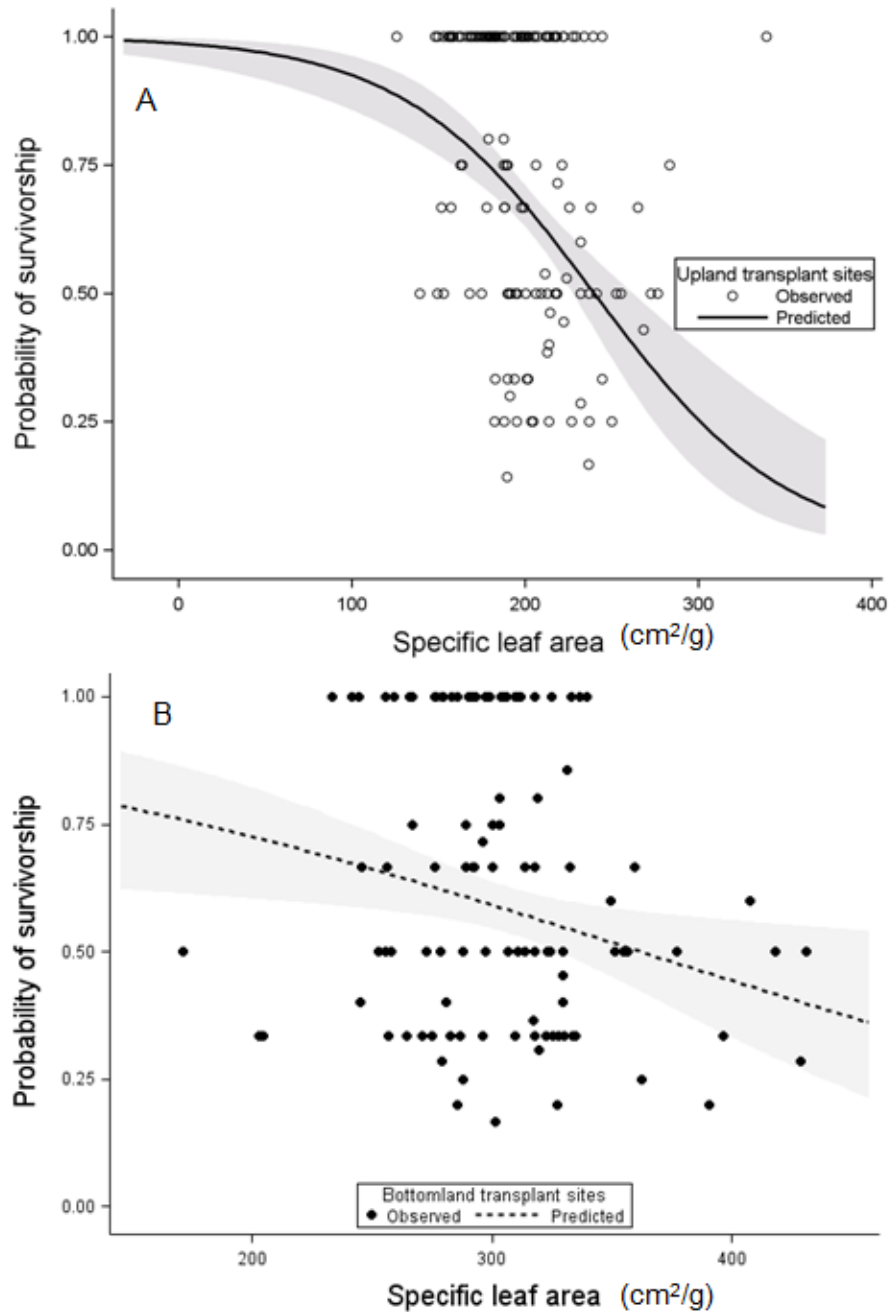 A
1.00
0.75
0.50
0.25
0.00
Probability of survivorship
Upland transplant sites
Observed
Predicted
0 100 200 300 400
Specific leaf area (cm²/g)
B
1.00
0.75
0.50
0.25
0.00
Probability of survivorship
Bottomland transplant sites
Observed Predicted
200 300 400
Specific leaf area (cm²/g)